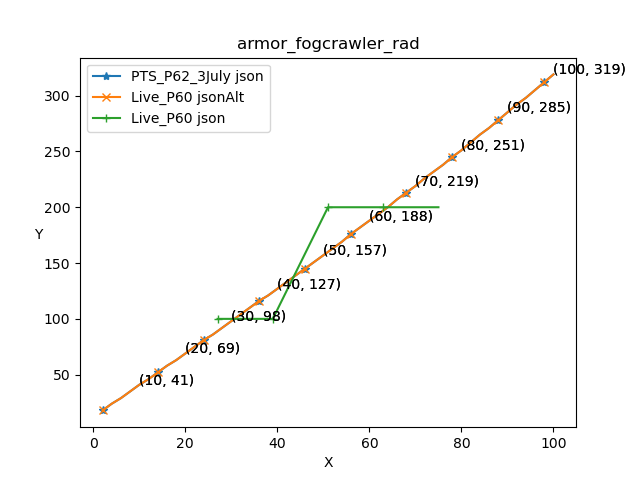 armor_fogcrawler_rad
PTS_P62_3July json
Live_P60 jsonAlt
Live_P60 json
(100, 319)
(90, 285)
(80, 251)
(70, 219)
(60, 188)
(50, 157)
(40, 127)
(30, 98)
(20, 69)
(10, 41)
300
250
200
150
100
50
Y
0 20 40 60 80 100
X